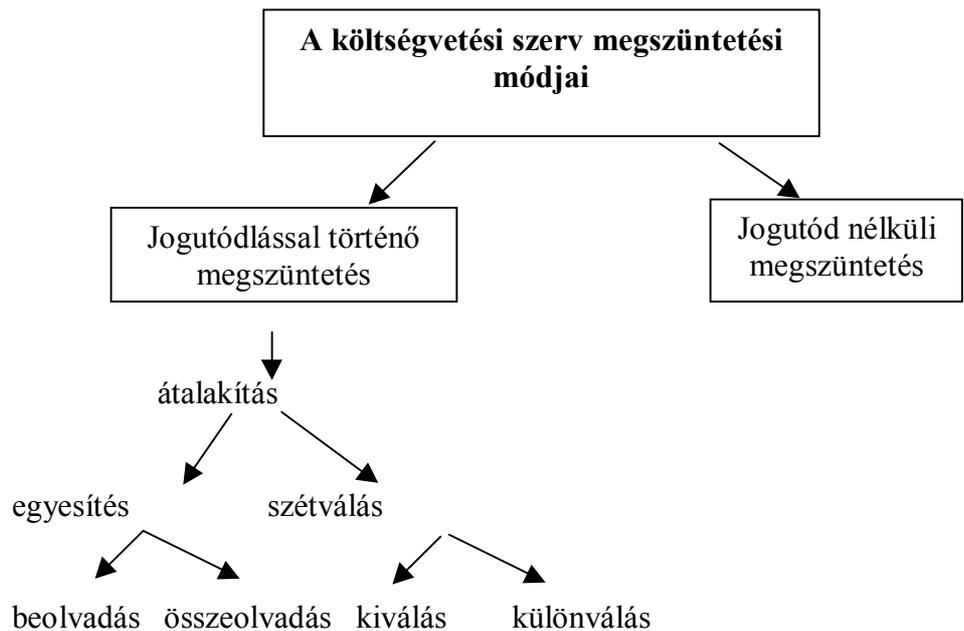 A költségvetési szerv megszüntetési
módjai
Jogutódlással történő
megszüntetés
Jogutód nélküli
megszüntetés
átalakítás
egyesítés szétválás
beolvadás összeolvadás kiválás különválás